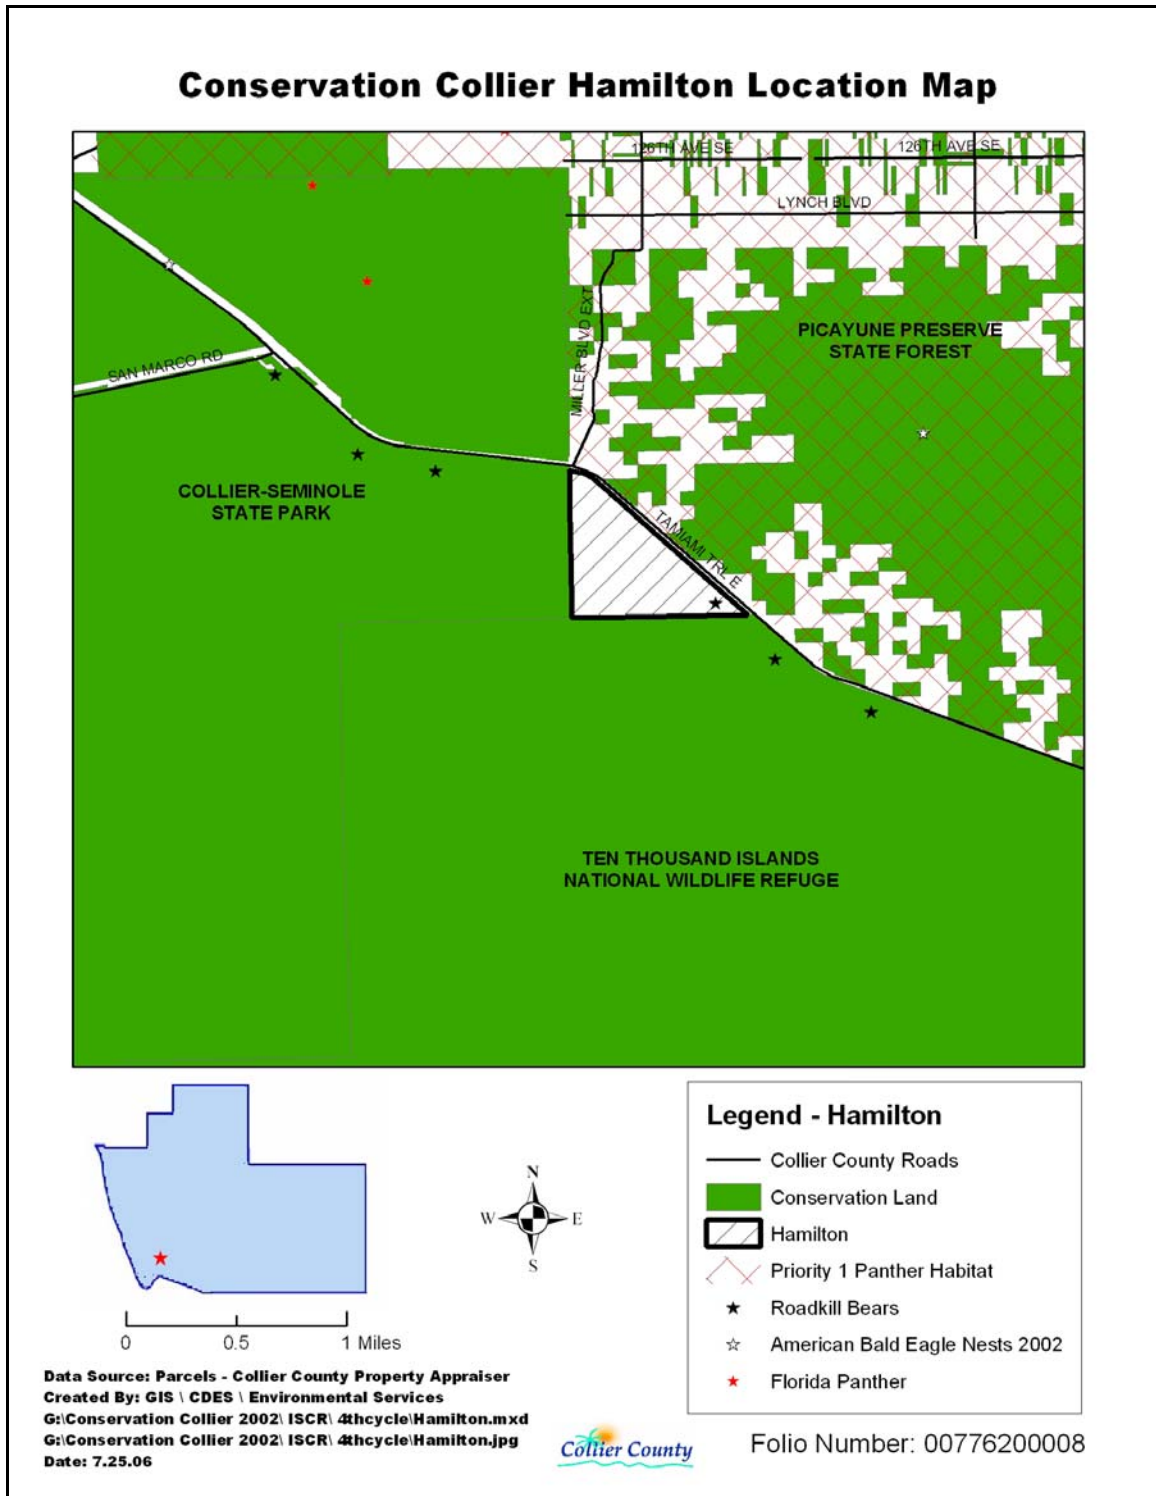 Conservation Collier Hamilton Location Map
126TH AVE SE
126TH AVE SE
LYNCH BLVD
MILLER BLVD EXT
PICAYUNE PRESERVE
STATE FOREST
SAN MARCO RD
COLLIER-SEMINOLE
STATE PARK
TAMIAMI TRL E
TEN THOUSAND ISLANDS
NATIONAL WILDLIFE REFUGE
Legend - Hamilton
Collier County Roads
Conservation Land
Hamilton
Priority 1 Panther Habitat
Roadkill Bears
American Bald Eagle Nests 2002
Florida Panther
N
W E
S
0 0.5 1 Miles
Data Source: Parcels - Collier County Property Appraiser
Created By: GIS \ CDES \ Environmental Services
G:\Conservation Collier 2002\ ISCR\ 4thcycle\Hamilton.mxd
G:\Conservation Collier 2002\ ISCR\ 4thcycle\Hamilton.jpg
Date: 7.25.06
Collier County
Folio Number: 00776200008